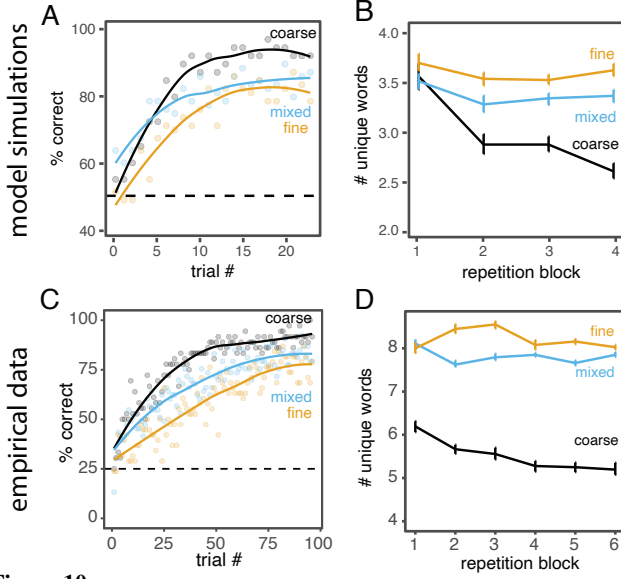 A
B
model simulations
% correct
100
80
60
40
0
5
10
15
20
trial #
coarse
mixed
fine
# unique words
4.0
3.5
3.0
2.5
2.0
1
2
3
4
repetition block
fine
mixed
coarse
C
D
empirical data
% correct
100
75
50
25
0
0
25
50
75
100
trial #
coarse
mixed
fine
# unique words
8
7
6
5
4
1
2
3
4
5
6
repetition block
fine
mixed
coarse